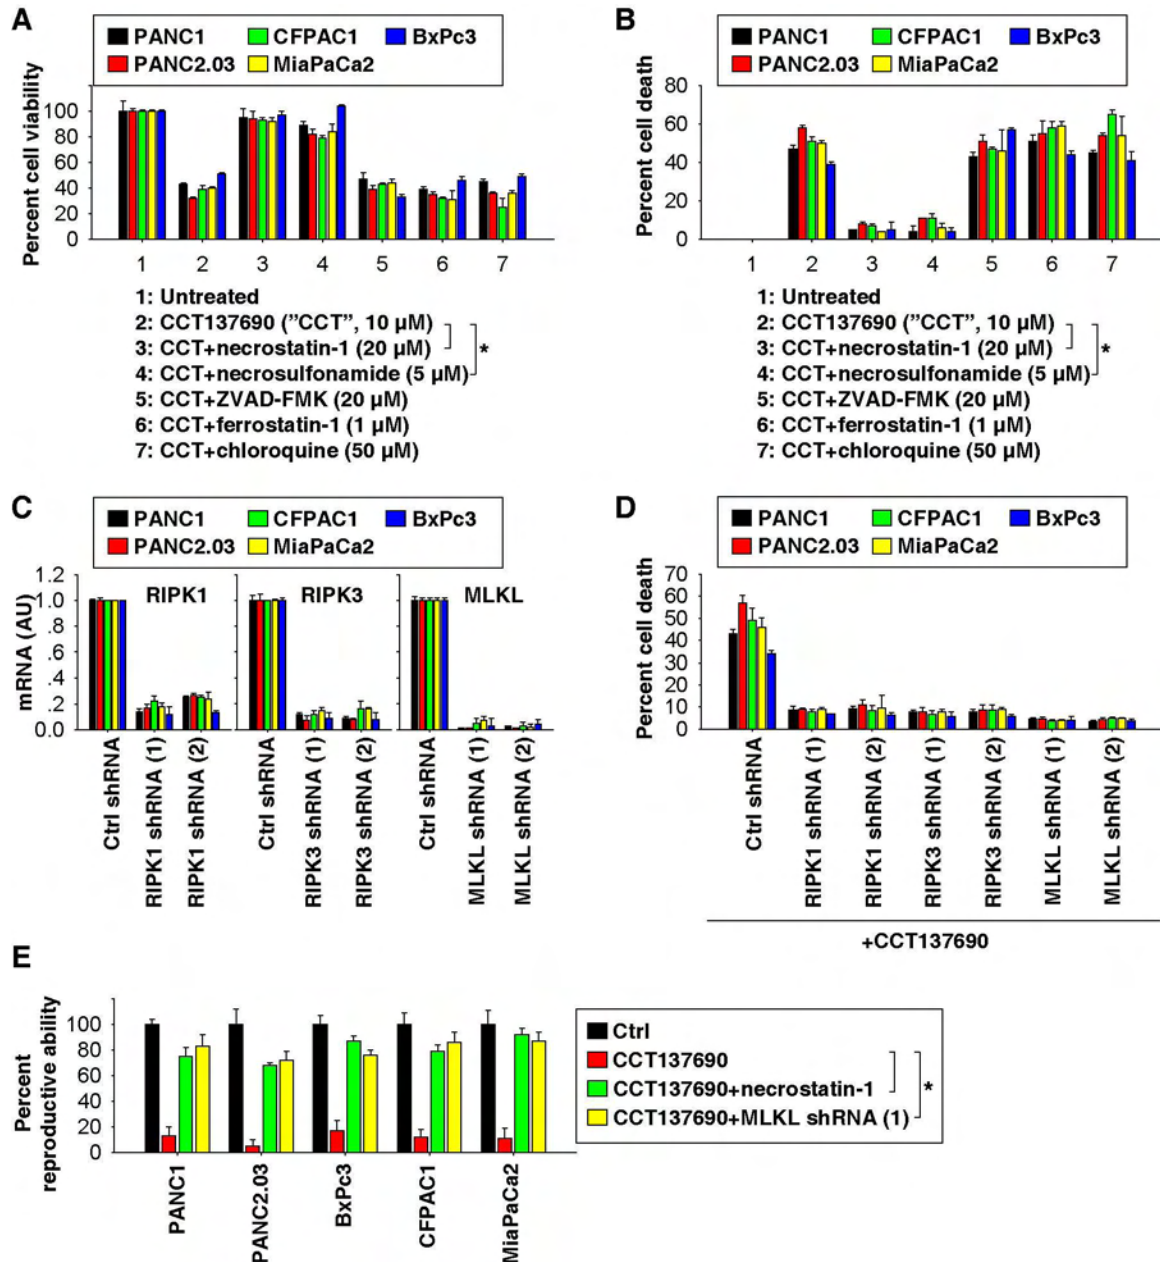 A
PANC1 CFPAC1 BxPc3
PANC2.03 MiaPaCa2
Percent cell viability
100
80
60
40
20
0
1 2 3 4 5 6 7
1: Untreated
2: CCT137690 ("CCT", 10 µM)
3: CCT+necrostatin-1 (20 µM)
*
4: CCT+necrosulfonamide (5 µM)
5: CCT+ZVAD-FMK (20 µM)
6: CCT+ferrostatin-1 (1 µM)
7: CCT+chloroquine (50 µM)
B
PANC1 CFPAC1 BxPc3
PANC2.03 MiaPaCa2
Percent cell death
80
60
40
20
0
1 2 3 4 5 6 7
1: Untreated
2: CCT137690 ("CCT", 10 µM)
3: CCT+necrostatin-1 (20 µM)
*
4: CCT+necrosulfonamide (5 µM)
5: CCT+ZVAD-FMK (20 µM)
6: CCT+ferrostatin-1 (1 µM)
7: CCT+chloroquine (50 µM)
C
PANC1 CFPAC1 BxPc3
PANC2.03 MiaPaCa2
mRNA (AU)
1.2
1.0
.8
.6
.4
.2
0.0
RIPK1 RIPK3 MLKL
Ctrl shRNA
RIPK1 shRNA (1)
RIPK1 shRNA (2)
Ctrl shRNA
RIPK3 shRNA (1)
RIPK3 shRNA (2)
Ctrl shRNA
MLKL shRNA (1)
MLKL shRNA (2)
D
PANC1 CFPAC1 BxPc3
PANC2.03 MiaPaCa2
Percent cell death
70
60
50
40
30
20
10
0
Ctrl shRNA
RIPK1 shRNA (1)
RIPK1 shRNA (2)
RIPK3 shRNA (1)
RIPK3 shRNA (2)
MLKL shRNA (1)
MLKL shRNA (2)
+CCT137690
E
Percent
reproductive ability
100
80
60
40
20
0
PANC1
PANC2.03
BxPc3
CFPAC1
MiaPaCa2
Ctrl
CCT137690
CCT137690+necrostatin-1
*
CCT137690+MLKL shRNA (1)